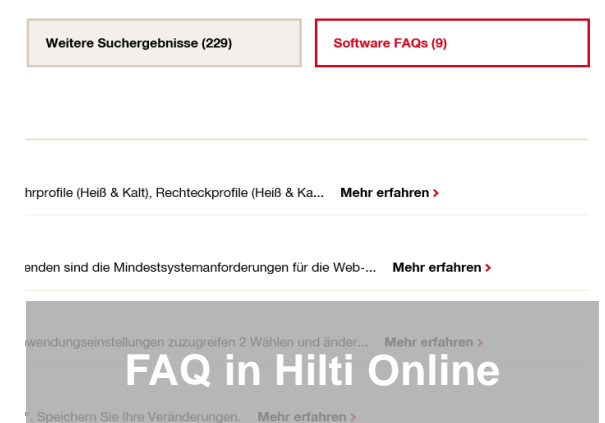 Weitere Suchergebnisse (229) Software FAQs (9)
hrprofile (Heiß & Kalt), Rechteckprofile (Heiß & Ka... Mehr erfahren >
enden sind die Mindestsystemanforderungen für die Web-... Mehr erfahren >
wendungseinstellungen zuzugreifen 2 Wählen und änder... Mehr erfahren >
FAQ in Hilti Online
". Speichern Sie Ihre Veränderungen. Mehr erfahren >